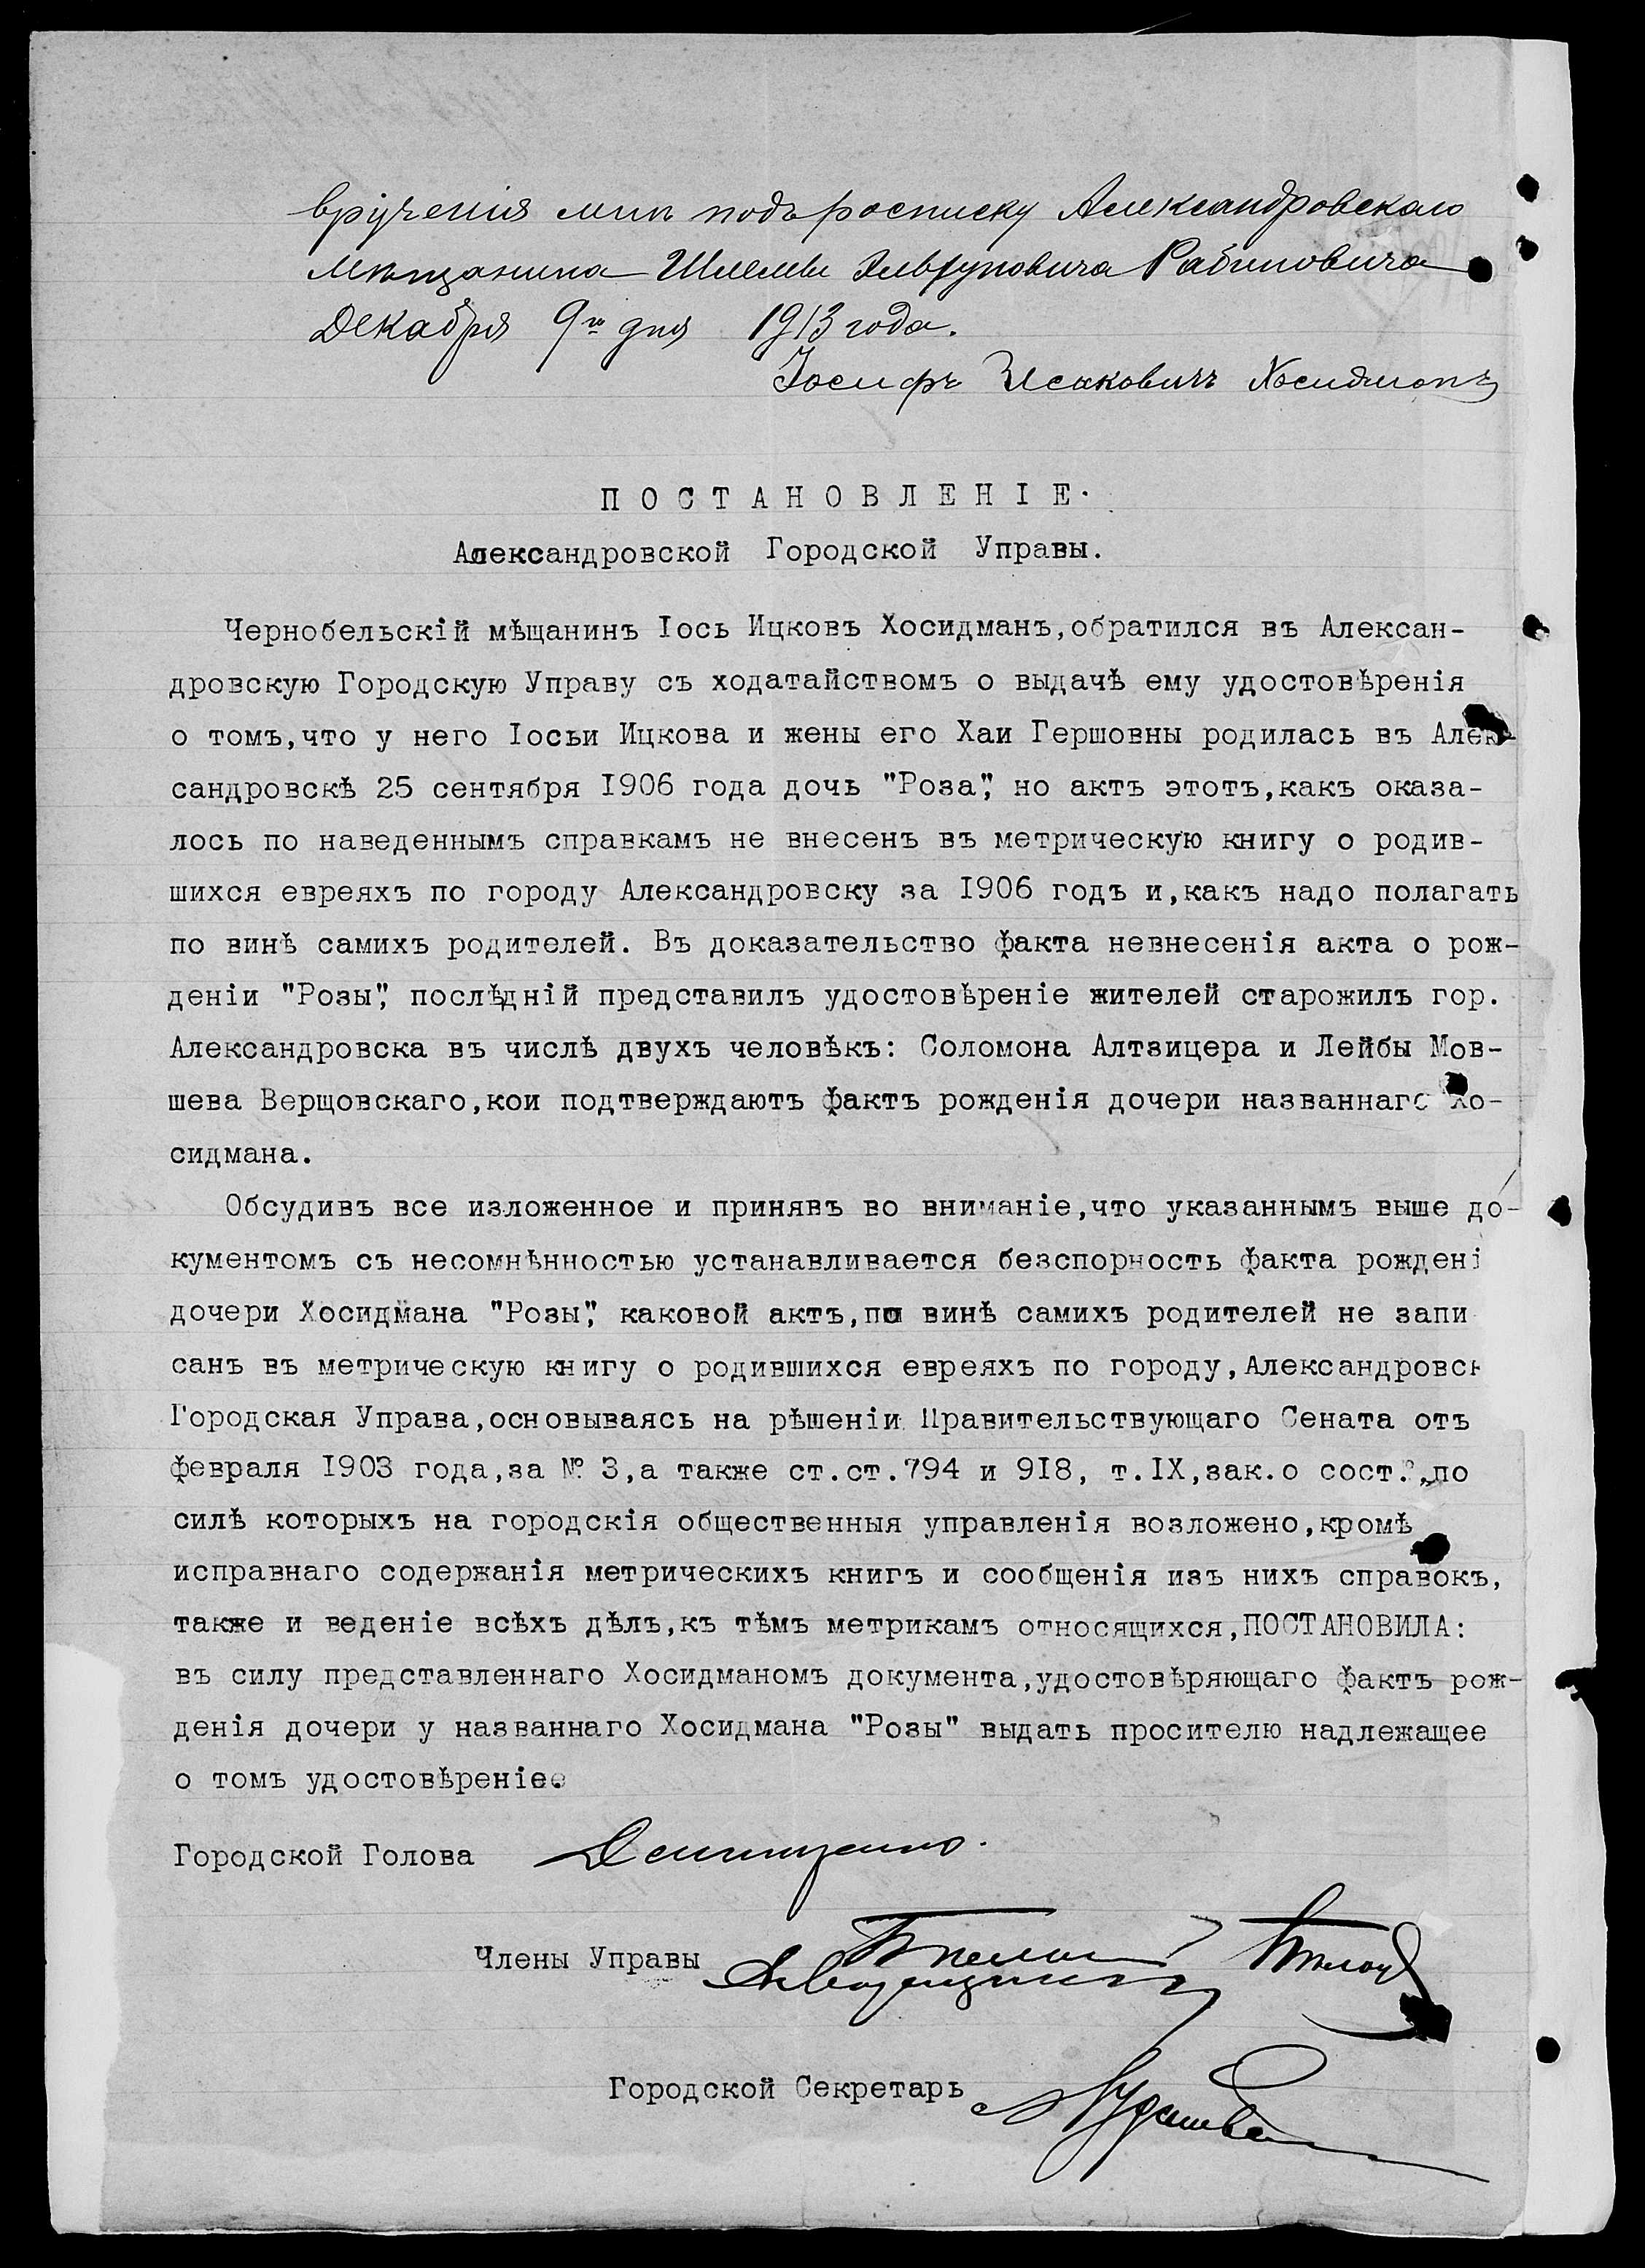 врученія мнѣ подъ росписку Александровскаго
мѣщанина Шлемы Рабиновича
Декабря 9го дня 1913 года.
Іосифъ Исаковичъ Хосидманъ
ПОСТАНОВЛЕНІЕ.
Александровской Городской Управы.
Чернобельскій мѣщанинъ Іось Ицковъ Хосидманъ,обратился въ Алексан-
дровскую Городскую Управу съ ходатайствомъ о выдачѣ ему удостовѣренія
о томъ,что у него Іосьи Ицкова и жены его Хаи Гершовны родилась въ Алек-
сандровскѣ 25 сентября 1906 года дочь "Роза", но актъ этотъ,какъ оказа-
лось по наведеннымъ справкамъ не внесенъ въ метрическую книгу о родив-
шихся евреяхъ по городу Александровску за 1906 годъ и,какъ надо полагать
по винѣ самихъ родителей. Въ доказательство факта невнесенія акта о рож-
деніи "Розы", послѣдній представилъ удостовѣреніе жителей старожилъ гор.
Александровска въ числѣ двухъ человѣкъ: Соломона Алтзицера и Лейбы Мов-
шева Верщовскаго,кои подтверждаютъ фактъ рожденія дочери названнаго Хо-
сидмана.
Обсудивъ все изложенное и принявъ во вниманіе,что указаннымъ выше до-
кументомъ съ несомнѣнностью устанавливается безспорность факта рождені
дочери Хосидмана "Розы", каковой актъ,по винѣ самихъ родителей не запи
санъ въ метрическую книгу о родившихся евреяхъ по городу,Александровск
Городская Управа,основываясь на рѣшеніи Правительствующаго Сената отъ
февраля 1903 года,за № 3,а также ст.ст.794 и 918, т.IX,зак.о сост.,по
силѣ которыхъ на городскія общественныя управленія возложено,кромѣ
исправнаго содержанія метрическихъ книгъ и сообщенія изъ нихъ справокъ,
также и веденіе всѣхъ дѣлъ,къ тѣмъ метрикамъ относящихся,ПОСТАНОВИЛА:
въ силу представленнаго Хосидманомъ документа,удостовѣряющаго фактъ рож-
денія дочери у названнаго Хосидмана "Розы" выдать просителю надлежащее
о томъ удостовѣреніе.
Городской Голова
Члены Управы
Городской Секретарь